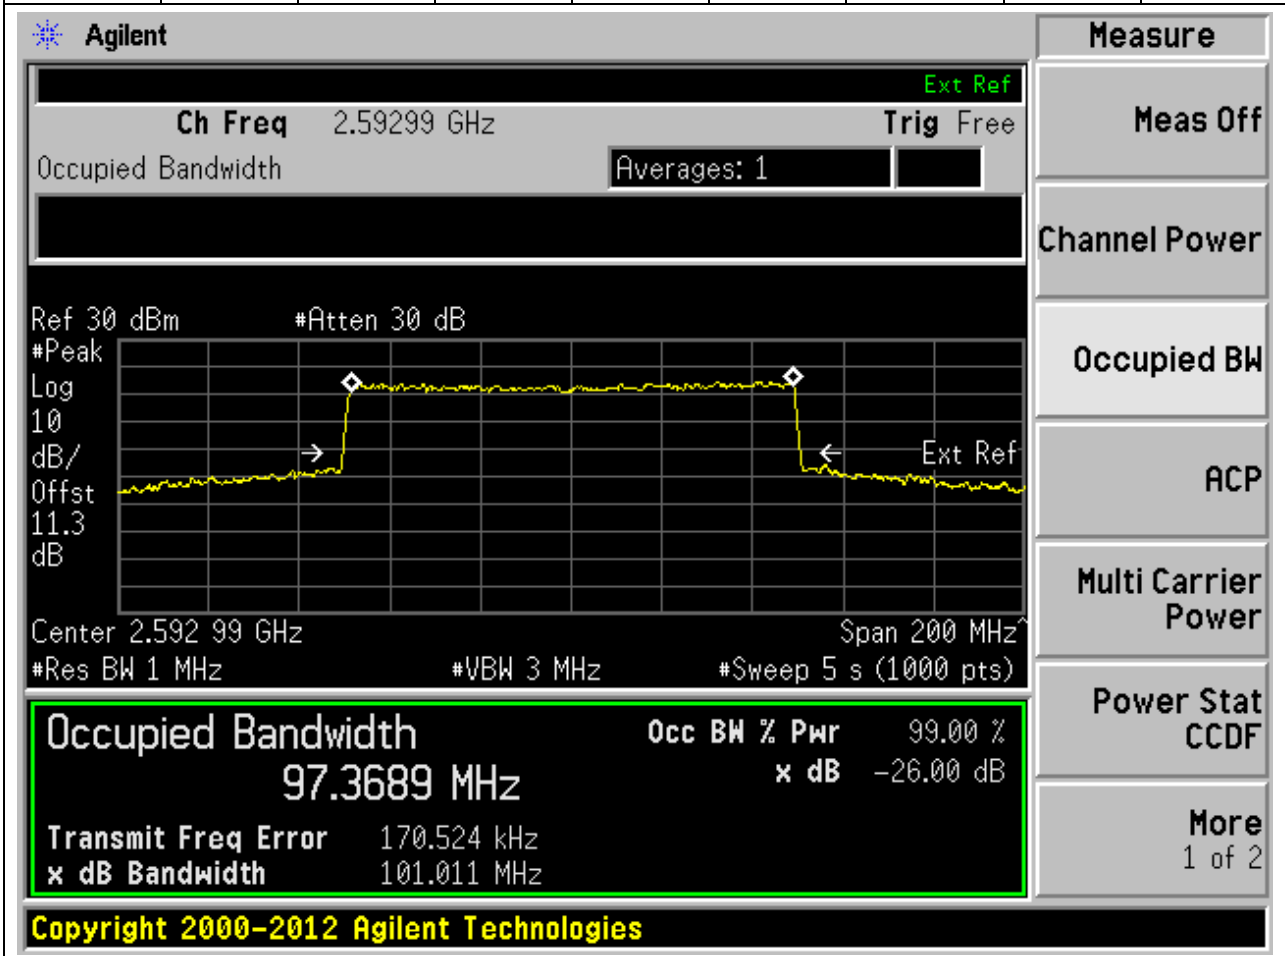 Agilent
Measure
Ext Ref
Ch Freq 2.59299 GHz Trig Free
Meas Off
Occupied Bandwidth Averages: 1
Channel Power
Ref 30 dBm #Atten 30 dB
#Peak
Log
10
dB/
Offst
11.3
dB
Ext Ref
Occupied BW
ACP
Center 2.592 99 GHz Span 200 MHz^
#Res BW 1 MHz #VBW 3 MHz #Sweep 5 s (1000 pts)
Multi Carrier
Power
Occupied Bandwidth Occ BW % Pwr 99.00 %
97.3689 MHz x dB -26.00 dB
Transmit Freq Error 170.524 kHz
x dB Bandwidth 101.011 MHz
Power Stat
CCDF
More
1 of 2
Copyright 2000-2012 Agilent Technologies